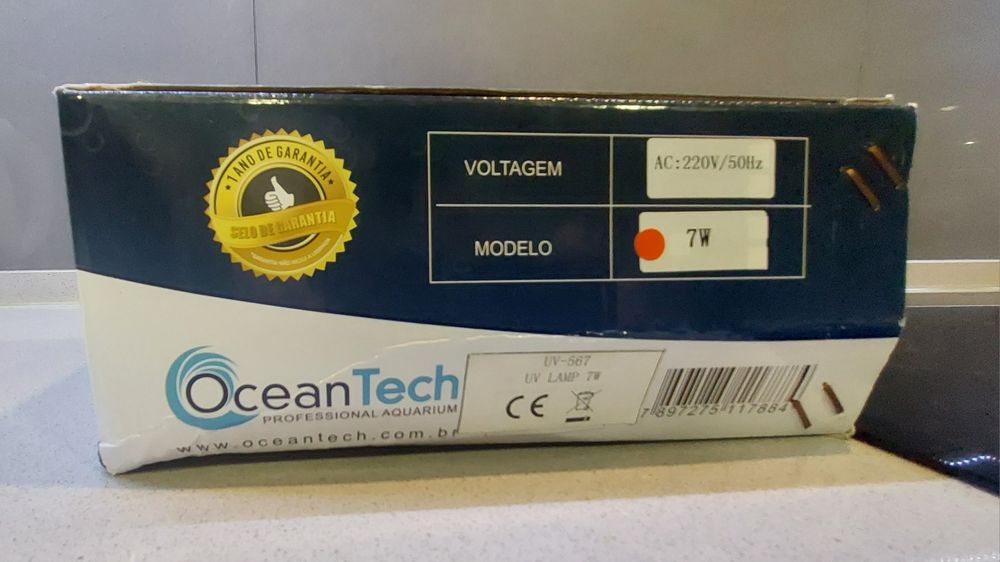 1 ANO DE GARANTIA
SELO DE GARANTIA
VOLTAGEM
AC:220V/50Hz
MODELO
7W
OceanTech
PROFESSIONAL AQUARIUM
www.oceantech.com.br
UV-567
UV LAMP 7W
CE
7 897275 117884